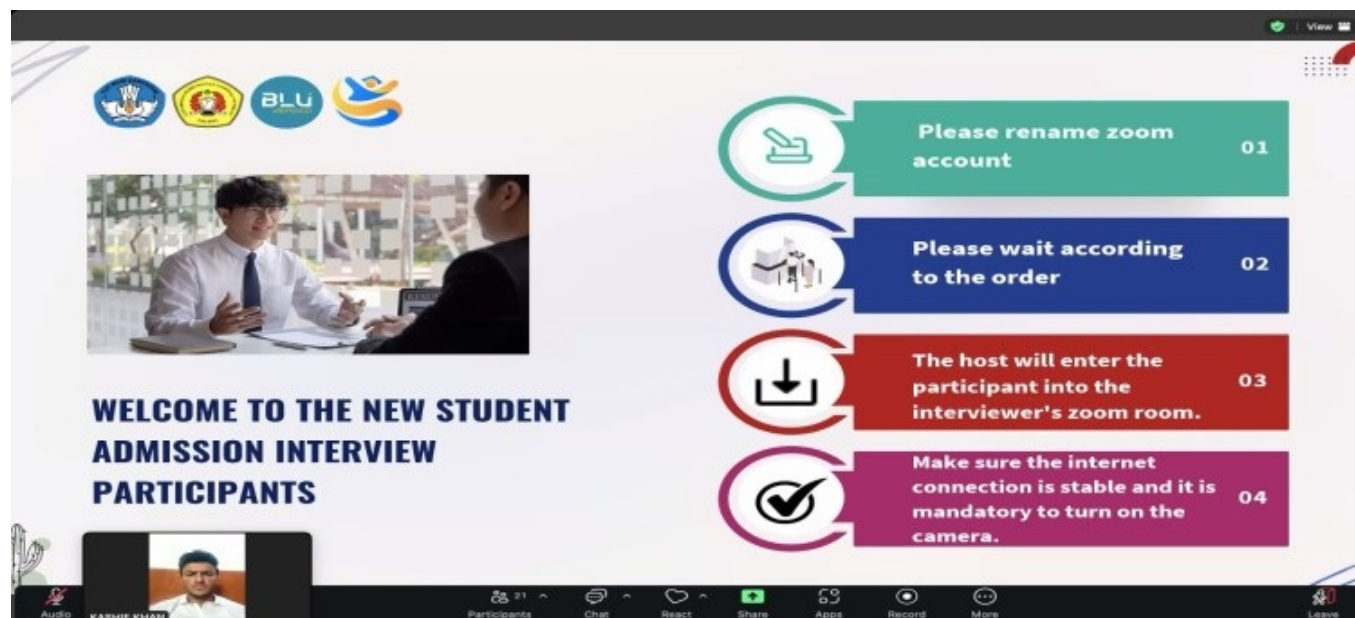 View
BLU
WELCOME TO THE NEW STUDENT
ADMISSION INTERVIEW
PARTICIPANTS
Please rename zoom
account
01
Please wait according
to the order
02
The host will enter the
participant into the
interviewer's zoom room.
03
Make sure the internet
connection is stable and it is
mandatory to turn on the
camera.
04
KASHIF KHAN
Audio
21
Participants
Chat
React
Share
Apps
Record
More
Leave